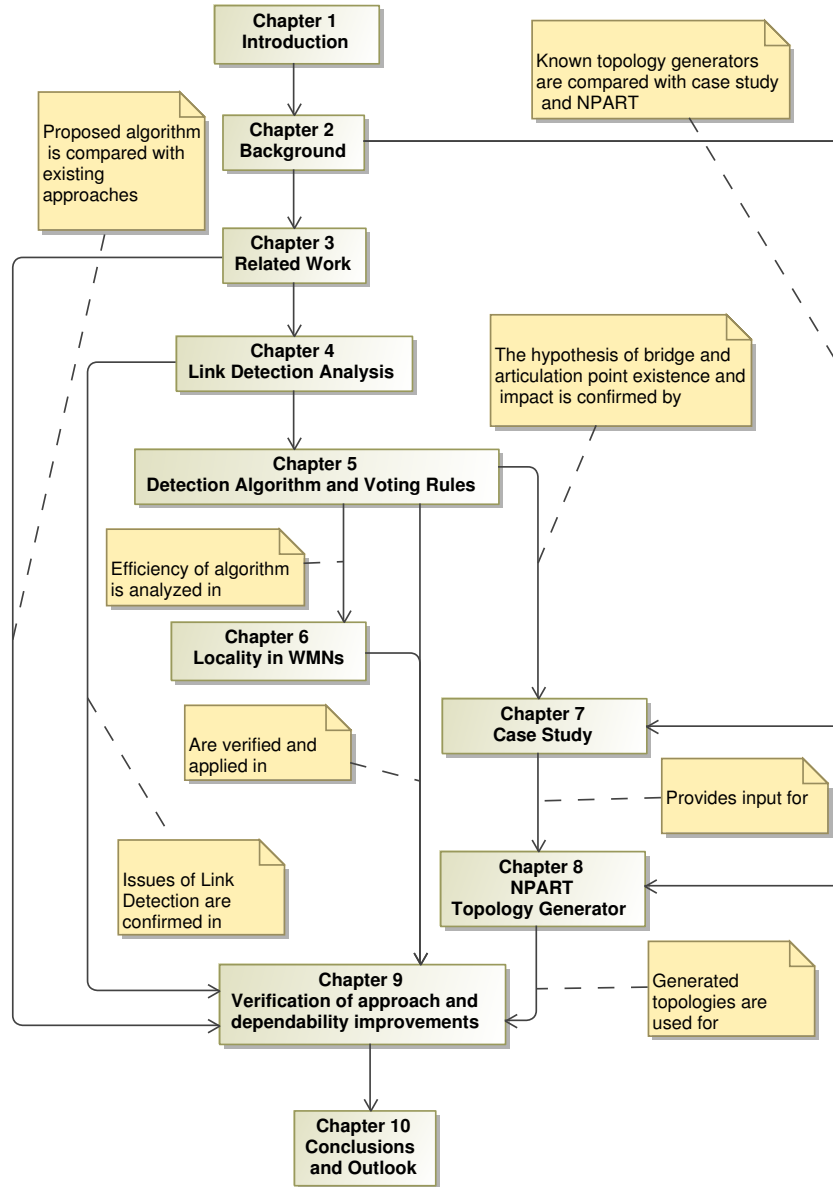 Chapter 1
Introduction
Known topology generators
are compared with case study
and NPART
Proposed algorithm
is compared with
existing
approaches
Chapter 2
Background
Chapter 3
Related Work
Chapter 4
Link Detection Analysis
The hypothesis of bridge and
articulation point existence and
impact is confirmed by
Chapter 5
Detection Algorithm and Voting Rules
Efficiency of algorithm
is analyzed in
Chapter 6
Locality in WMNs
Are verified and
applied in
Chapter 7
Case Study
Provides input for
Issues of Link
Detection are
confirmed in
Chapter 8
NPART
Topology Generator
Chapter 9
Verification of approach and
dependability improvements
Generated
topologies are
used for
Chapter 10
Conclusions
and Outlook